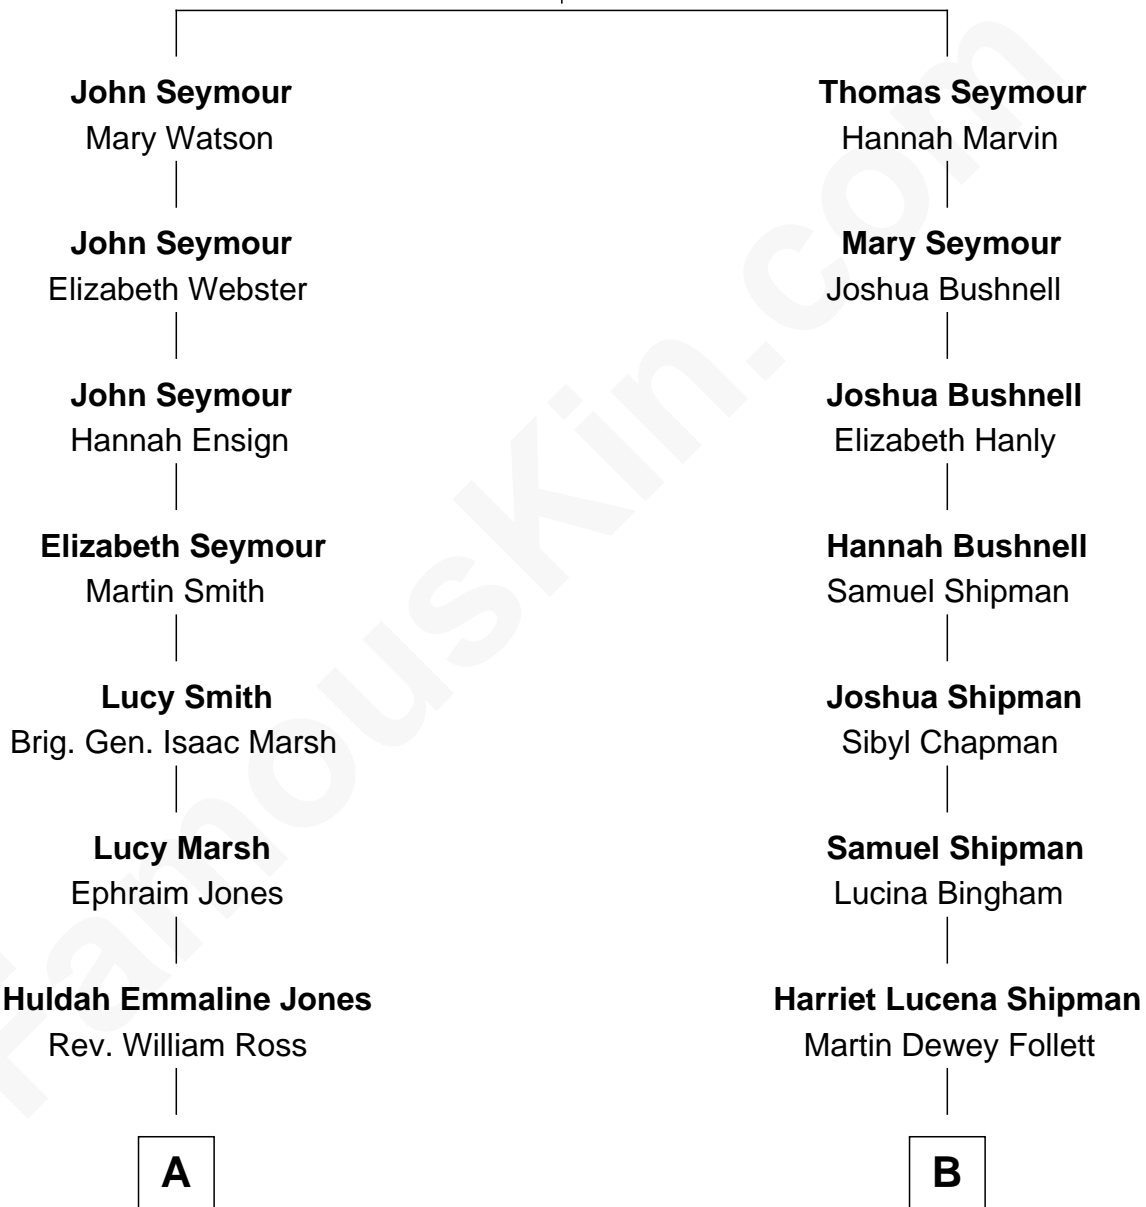 John Seymour
Mary Watson
John Seymour
Elizabeth Webster
John Seymour
Hannah Ensign
Elizabeth Seymour
Martin Smith
Lucy Smith
Brig. Gen. Isaac Marsh
Lucy Marsh
Ephraim Jones
Huldah Emmaline Jones
Rev. William Ross
A
Thomas Seymour
Hannah Marvin
Mary Seymour
Joshua Bushnell
Joshua Bushnell
Elizabeth Hanly
Hannah Bushnell
Samuel Shipman
Joshua Shipman
Sibyl Chapman
Samuel Shipman
Lucina Bingham
Harriet Lucena Shipman
Martin Dewey Follett
B
FamousKin.com